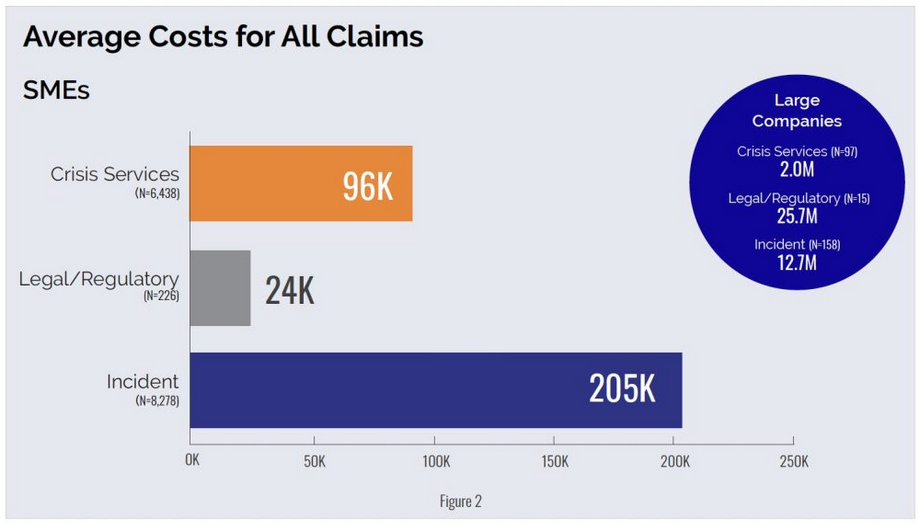 Average Costs for All Claims
SMEs
Crisis Services
(N=6,438)
96K
Legal/Regulatory
(N=226)
24K
Incident
(N=8,278)
205K
0K
50K
100K
150K
200K
250K
Large
Companies
Crisis Services (N=97)
2.0M
Legal/Regulatory (N=15)
25.7M
Incident (N=158)
12.7M
Figure 2